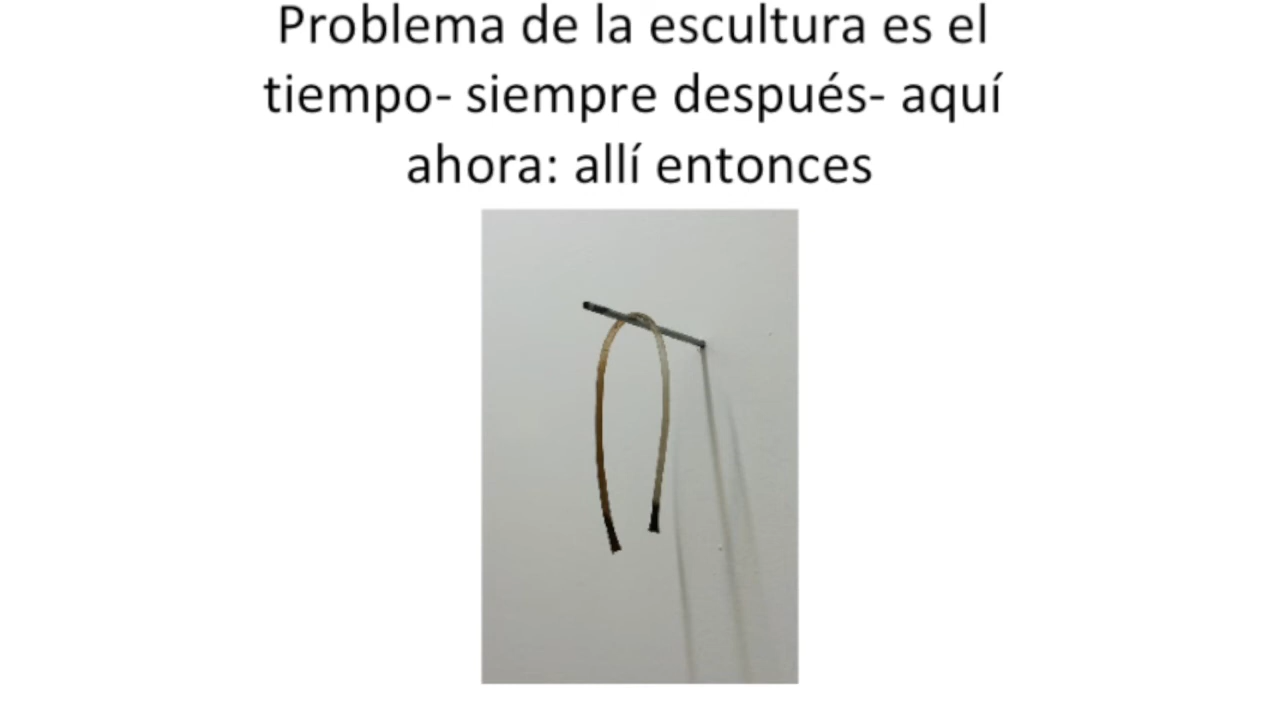 Problema de la escultura es el
tiempo- siempre después- aquí
ahora: allí entonces